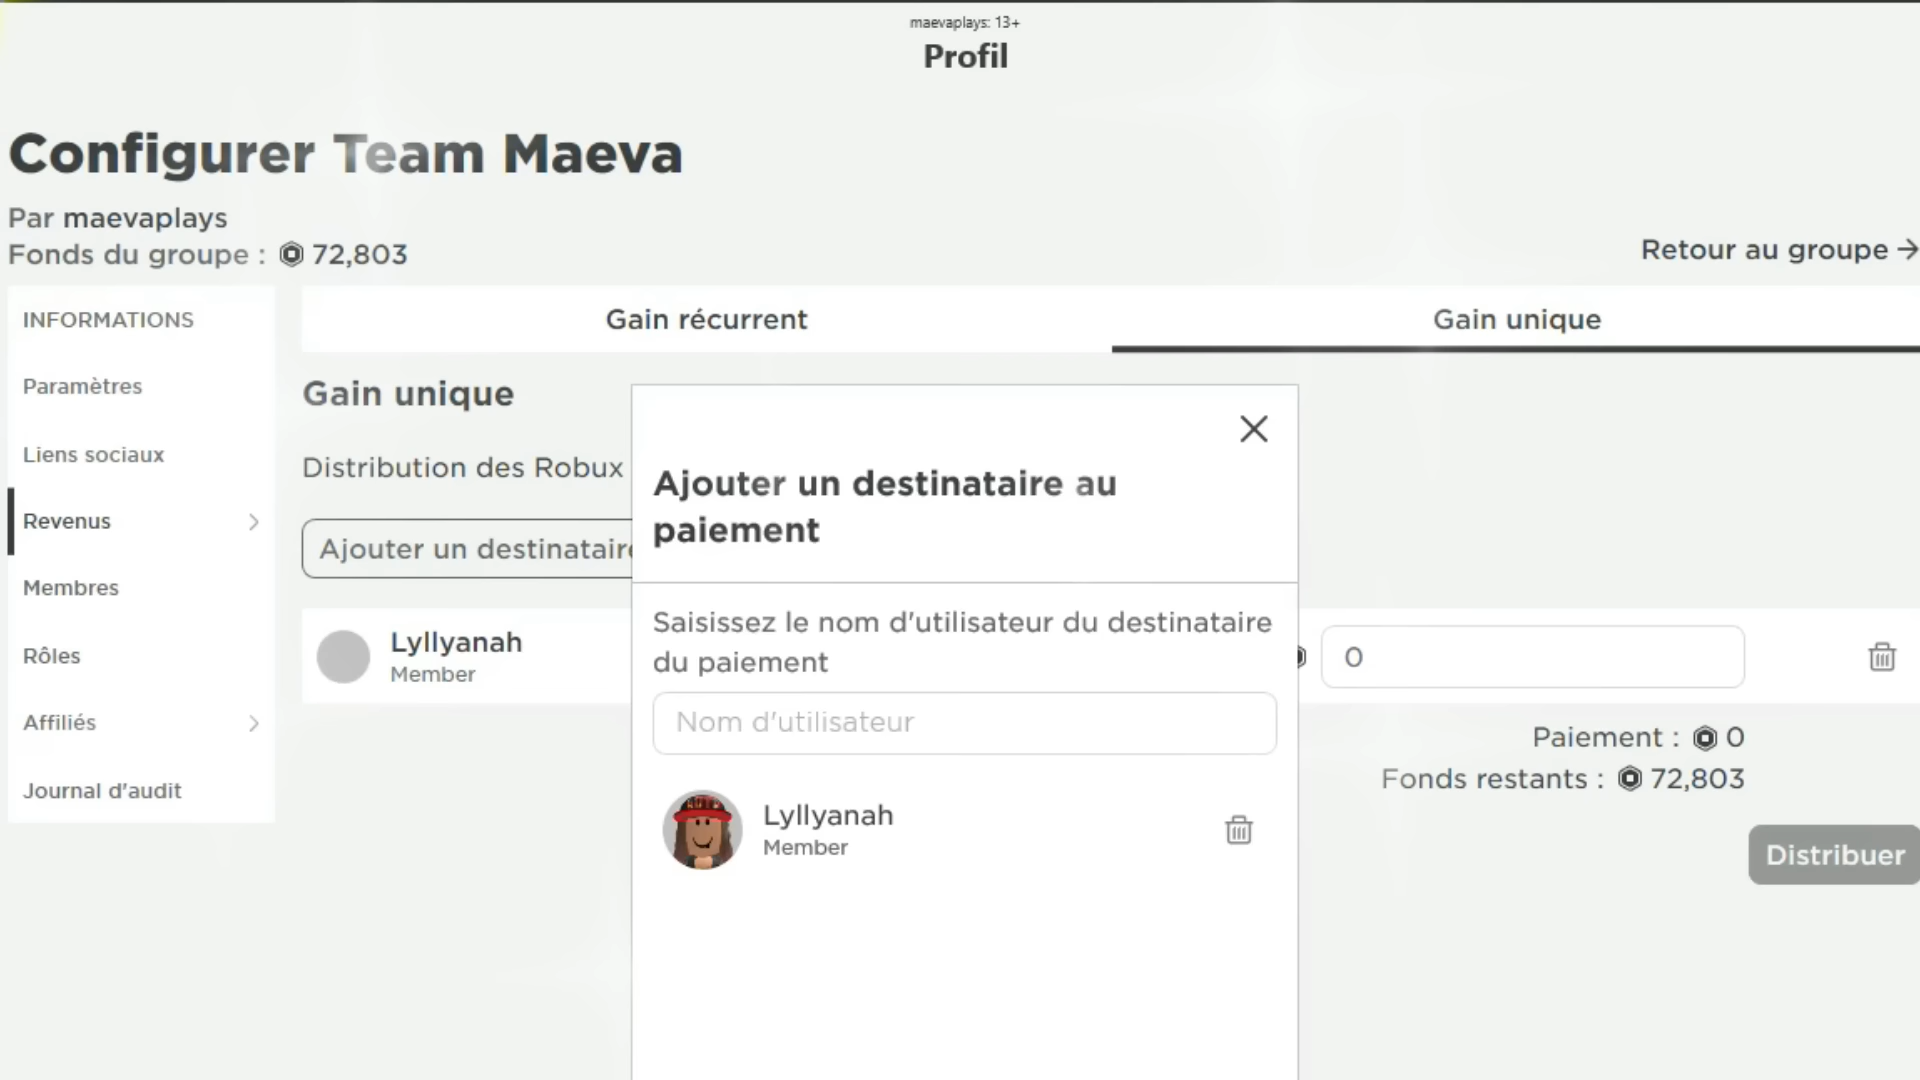 maevaplays: 13+
Profil
Configurer Team Maeva
Par maevaplays
Fonds du groupe : 72,803
Retour au groupe →
INFORMATIONS
Paramètres
Liens sociaux
Revenus
Membres
Rôles
Affiliés
Journal d'audit
Gain récurrent
Gain unique
Gain unique
Distribution des Robux
Ajouter un destinataire
Lyllyanah
Member
0
Paiement : 0
Fonds restants : 72,803
Distribuer
Ajouter un destinataire au
paiement
Saisissez le nom d'utilisateur du destinataire
du paiement
Nom d'utilisateur
Lyllyanah
Member